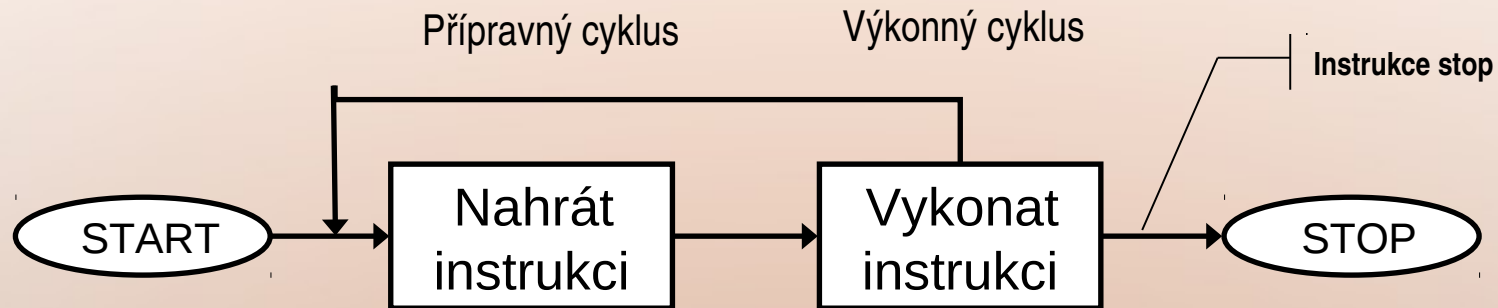 Přípravný cyklus
Výkonný cyklus
Instrukce stop
START
Nahrát
instrukci
Vykonat
instrukci
STOP